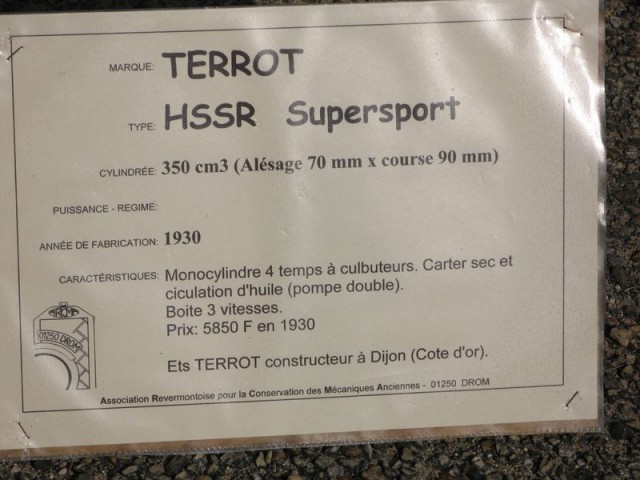 MARQUE: TERROT
TYPE: HSSR Supersport
CYLINDRÉE: 350 cm3 (Alésage 70 mm x course 90 mm)
PUISSANCE - REGIME:
ANNÉE DE FABRICATION: 1930
CARACTÉRISTIQUES: Monocylindre 4 temps à culbuteurs. Carter sec et
ciculation d'huile (pompe double).
Boite 3 vitesses.
Prix: 5850 F en 1930
Ets TERROT constructeur à Dijon (Cote d'or).
01250 DROM
Association Revermontoise pour la Conservation des Mécaniques Anciennes - 01250 DROM